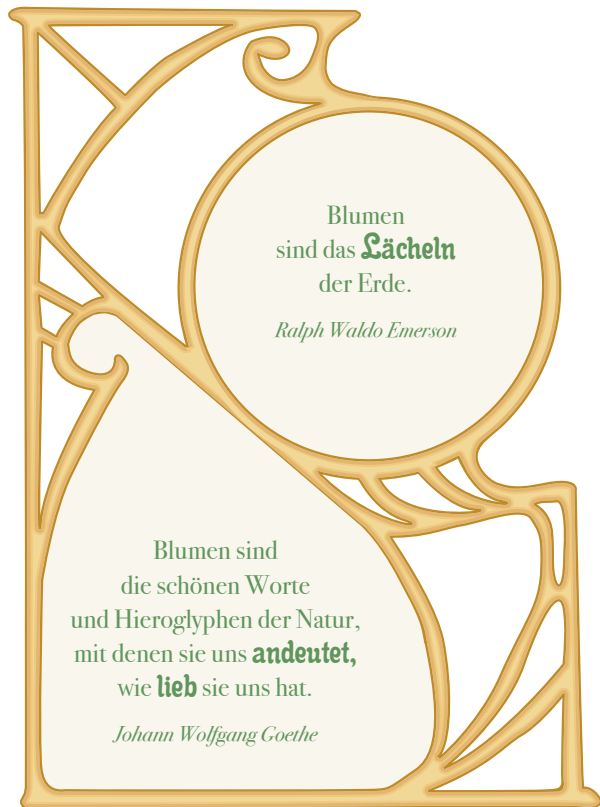 Blumen
sind das Lächeln
der Erde.
Ralph Waldo Emerson
Blumen sind
die schönen Worte
und Hieroglyphen der Natur,
mit denen sie uns andeutet,
wie lieb sie uns hat.
Johann Wolfgang Goethe